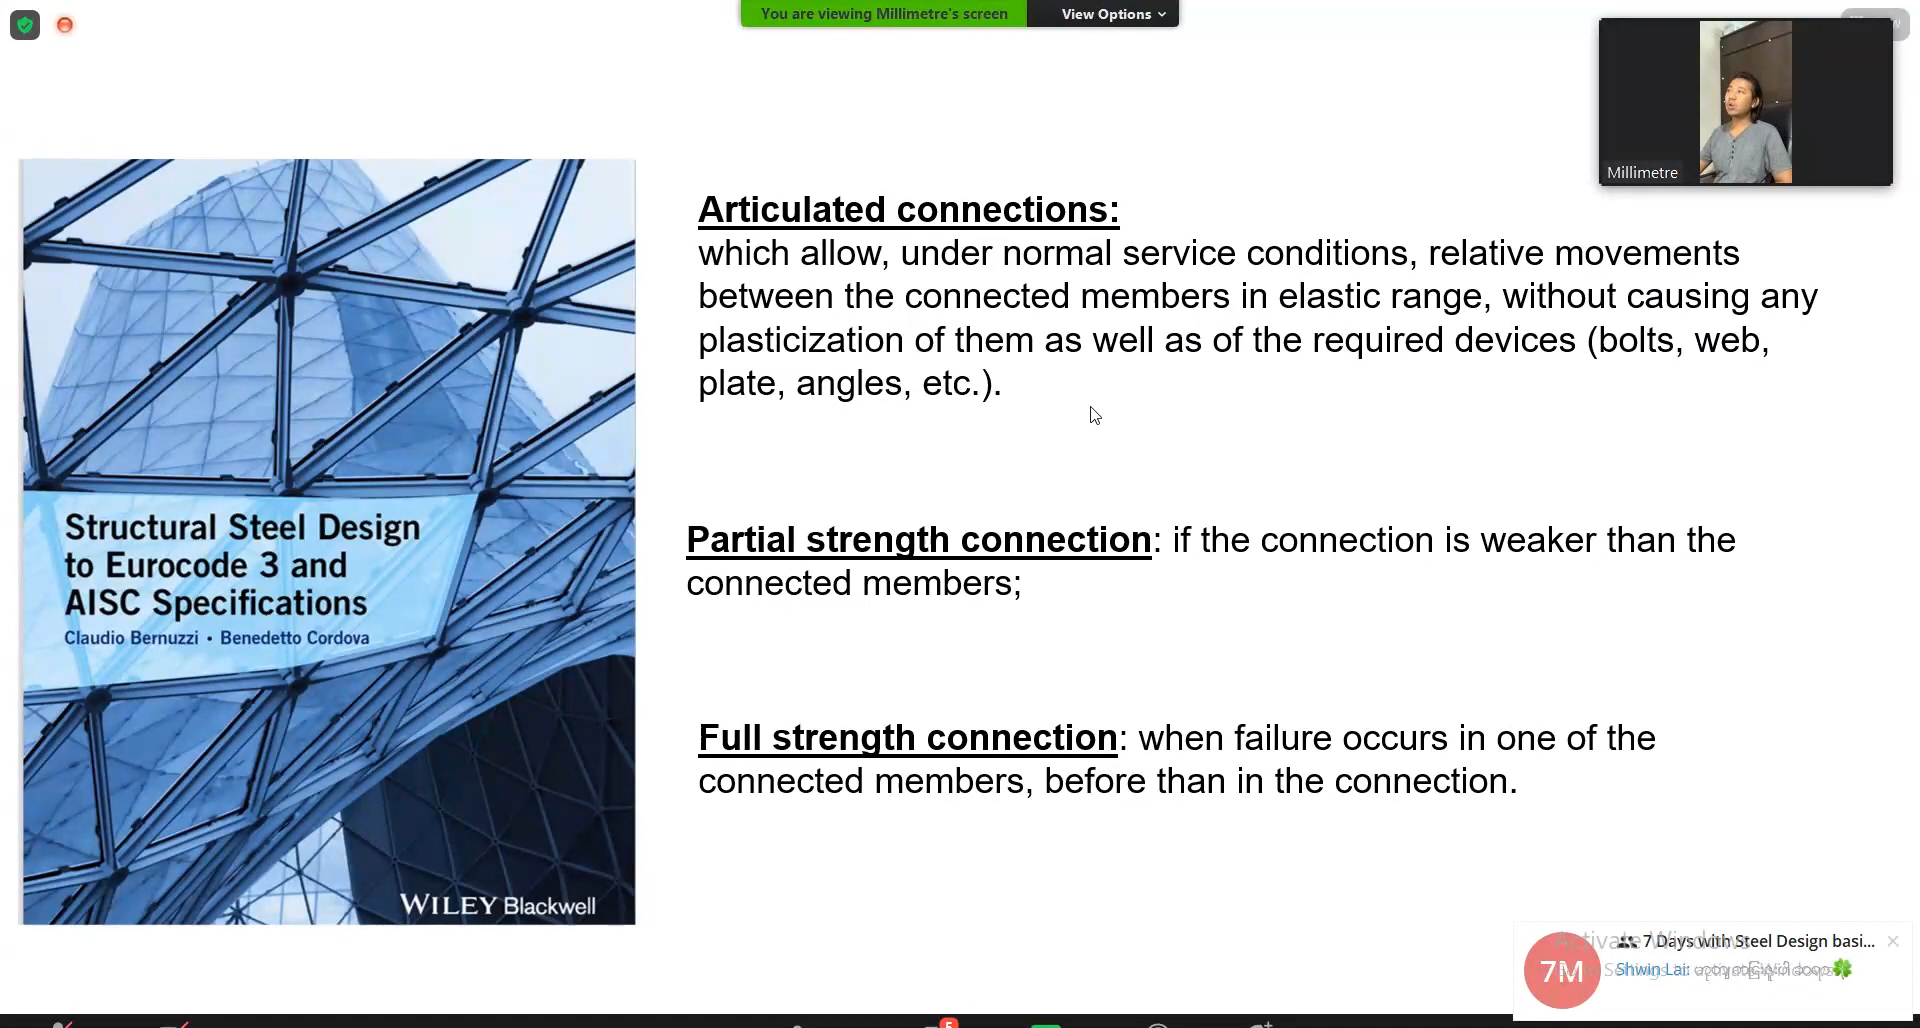 You are viewing Millimetre's screen
View Options
Millimetre
Articulated connections:
which allow, under normal service conditions, relative movements
between the connected members in elastic range, without causing any
plasticization of them as well as of the required devices (bolts, web,
plate, angles, etc.).
Structural Steel Design
to Eurocode 3 and
AISC Specifications
Claudio Bernuzzi • Benedetto Cordova
WILEY Blackwell
Partial strength connection: if the connection is weaker than the
connected members;
Full strength connection: when failure occurs in one of the
connected members, before than in the connection.
Activate Windows
7 Days with Steel Design basi...
7M
Shwin Lai:
5